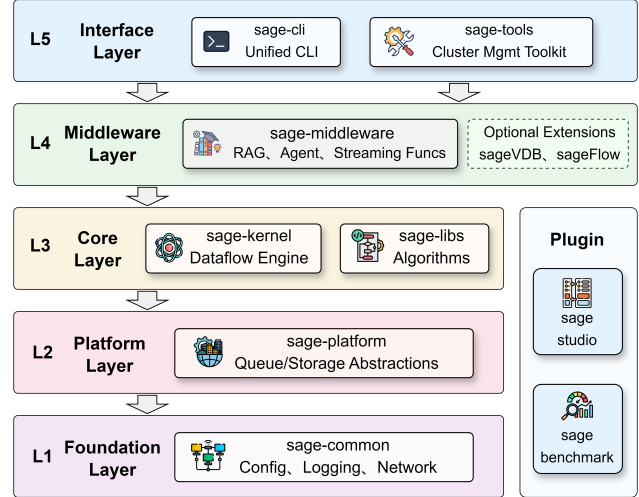 L5
Interface
Layer
sage-cli
Unified CLI
sage-tools
Cluster Mgmt Toolkit
L4
Middleware
Layer
sage-middleware
RAG、Agent、Streaming Funcs
Optional Extensions
sageVDB、sageFlow
L3
Core
Layer
sage-kernel
Dataflow Engine
sage-libs
Algorithms
L2
Platform
Layer
sage-platform
Queue/Storage Abstractions
L1
Foundation
Layer
sage-common
Config、Logging、Network
Plugin
sage
studio
sage
benchmark